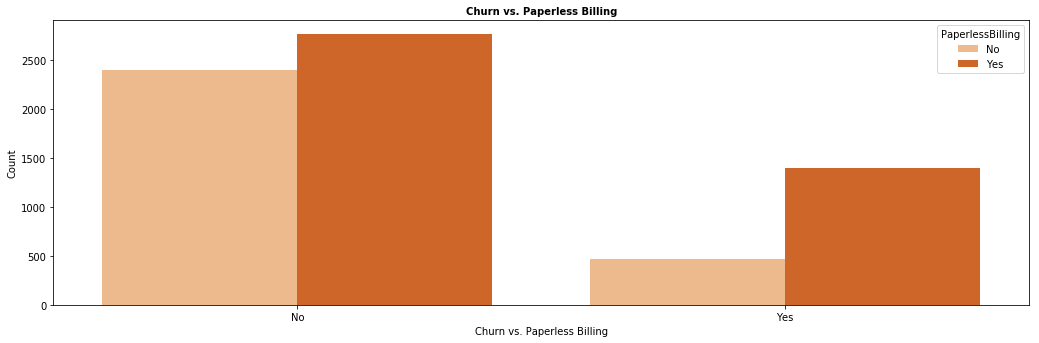 Churn vs. Paperless Billing
PaperlessBilling
No
Yes
2500
2000
1500
1000
500
0
Count
No Yes
Churn vs. Paperless Billing